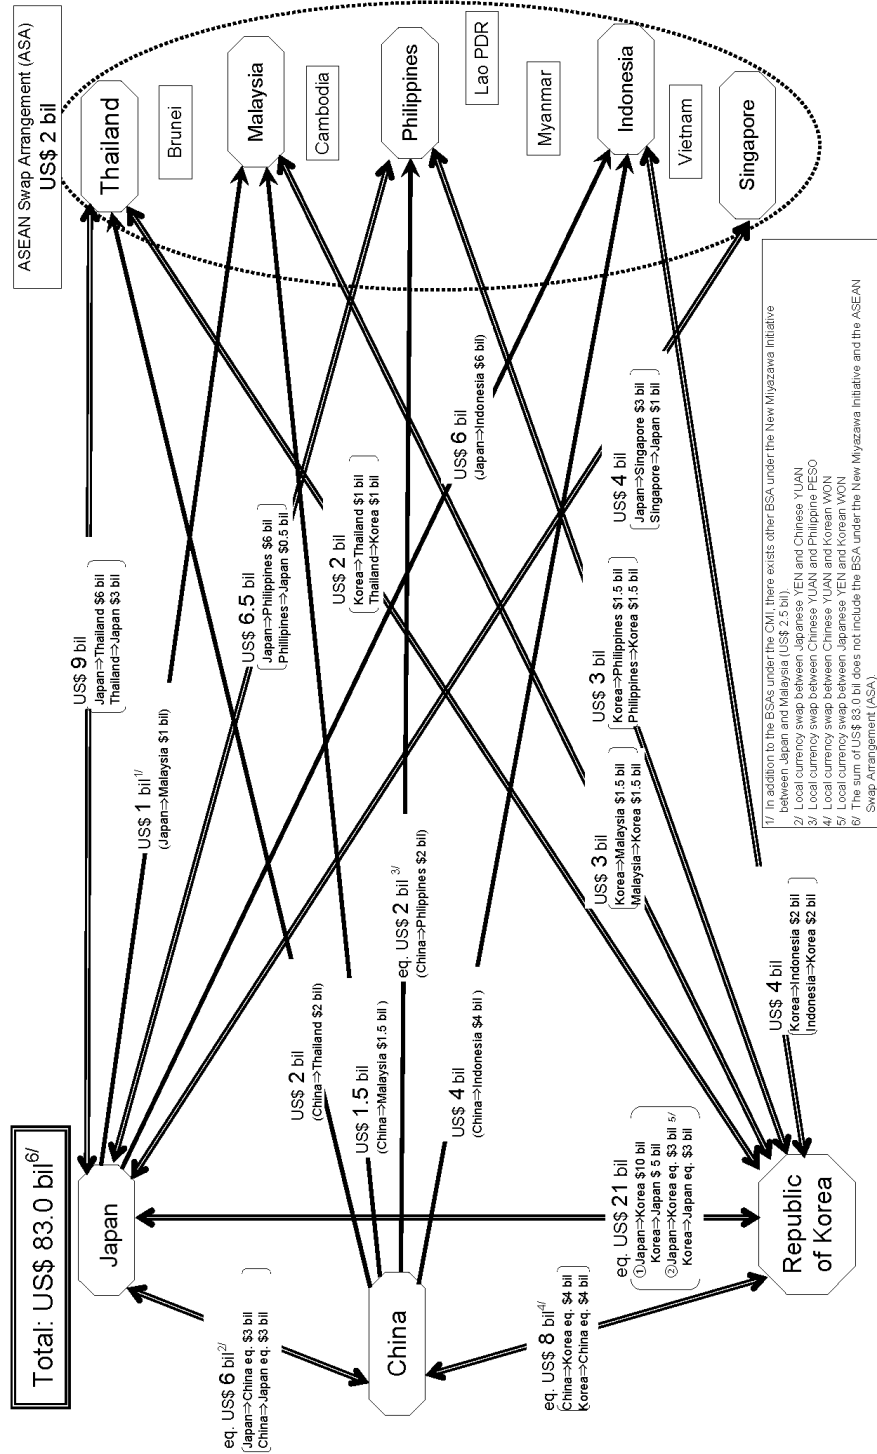 Total: US$ 83.0 bil6/
ASEAN Swap Arrangement (ASA)
US$ 2 bil
Japan
China
Republic
of Korea
Thailand
Brunei
Malaysia
Cambodia
Philippines
Lao PDR
Myanmar
Indonesia
Vietnam
Singapore
US$ 9 bil
Japan⇒Thailand $6 bil
Thailand⇒Japan $3 bil
US$ 1 bil1/
(Japan⇒Malaysia $1 bil)
US$ 6.5 bil
Japan⇒Philippines $6 bil
Phillipines⇒Japan $0.5 bil
US$ 2 bil
Korea⇒Thailand $1 bil
Thailand⇒Korea $1 bil
US$ 6 bil
(Japan⇒Indonesia $6 bil)
US$ 4 bil
Japan⇒Singapore $3 bil
Singapore⇒Japan $1 bil
eq. US$ 6 bil2/
Japan⇒China eq. $3 bil
China⇒Japan eq. $3 bil
US$ 2 bil
(China⇒Thailand $2 bil)
US$ 1.5 bil
(China⇒Malaysia $1.5 bil )
eq. US$ 2 bil 3/
(China⇒Philippines $2 bil)
US$ 4 bil
(China⇒Indonesia $4 bil )
US$ 3 bil
Korea⇒Philippines $1.5 bil
Philippines⇒Korea $1.5 bil
US$ 3 bil
Korea⇒Malaysia $1.5 bil
Malaysia⇒Korea $1.5 bil
eq. US$ 8 bil4/
China⇒Korea eq. $4 bil
Korea⇒China eq. $4 bil
eq. US$ 21 bil
①Japan⇒Korea $10 bil
Korea⇒Japan $ 5 bil
②Japan⇒Korea eq. $3 bil 5/
Korea⇒Japan eq. $3 bil
US$ 4 bil
Korea⇒Indonesia $2 bil
Indonesia⇒Korea $2 bil
1/ In addition to the BSAs under the CMI, there exists other BSA under the New Miyazawa Initiative
between Japan and Malaysia (US$ 2.5 bil).
2/ Local currency swap between Japanese YEN and Chinese YUAN
3/ Local currency swap between Chinese YUAN and Philippine PESO
4/ Local currency swap between Chinese YUAN and Korean WON
5/ Local currency swap between Japanese YEN and Korean WON
6/ The sum of US$ 83.0 bil does not include the BSA under the New Miyazawa Initiative and the ASEAN
Swap Arrangement (ASA).